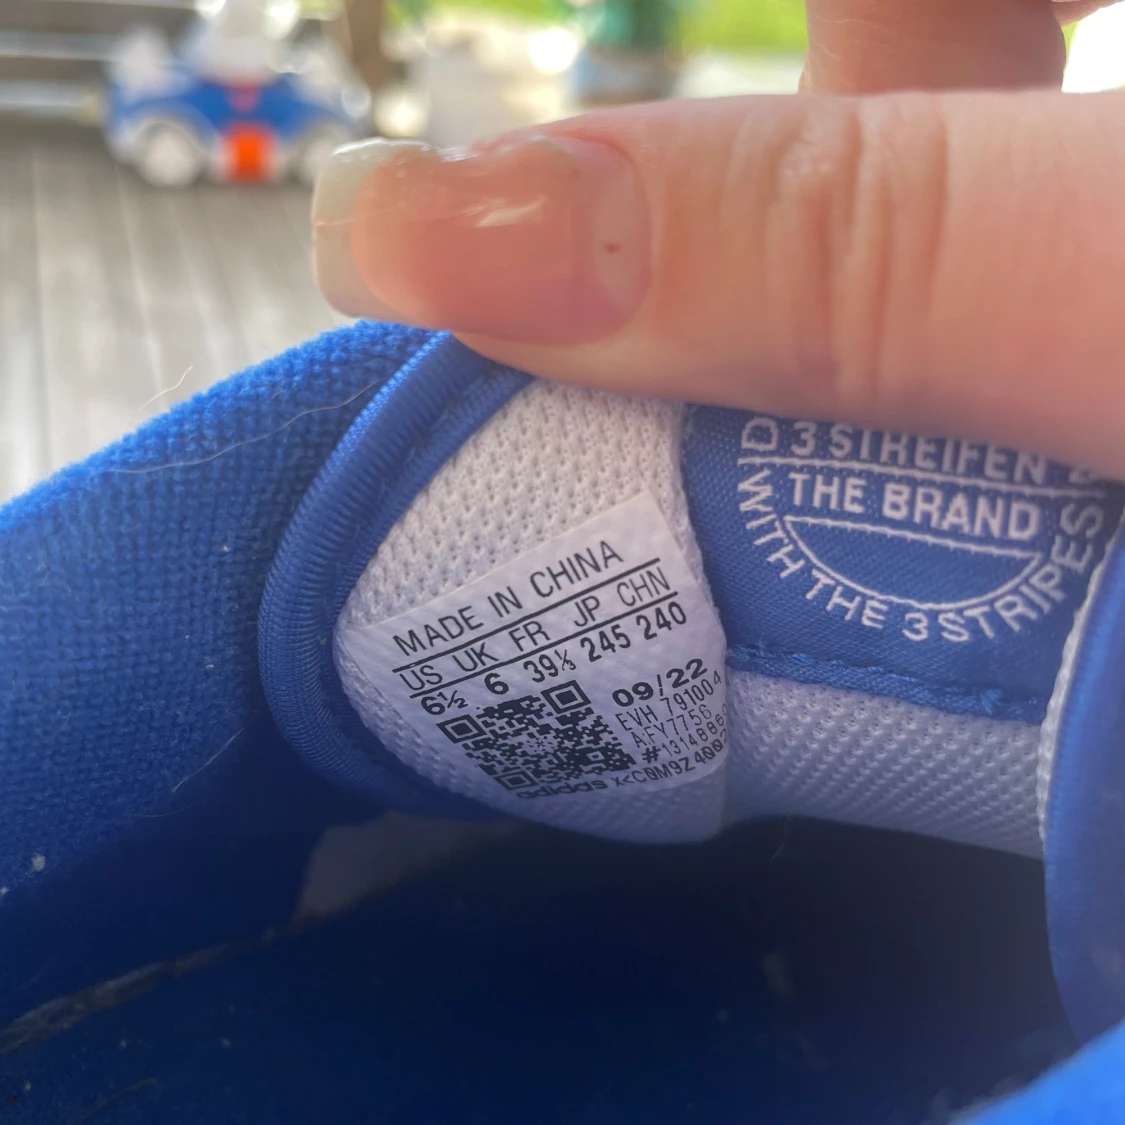 3 STREIFEN
THE BRAND
WITH THE 3 STRIPES
MADE IN CHINA
US UK FR JP CHN
6½ 6 39⅓ 245 240
09/22
EVH 791004
#
adidas